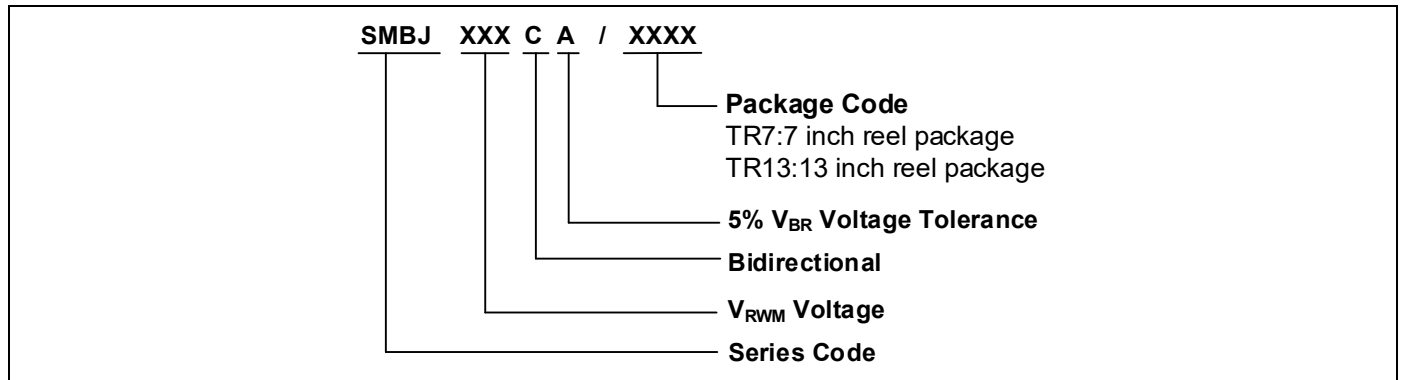 SMBJ XXX C A / XXXX
Package Code
TR7:7 inch reel package
TR13:13 inch reel package
5% VBR Voltage Tolerance
Bidirectional
VRWM Voltage
Series Code